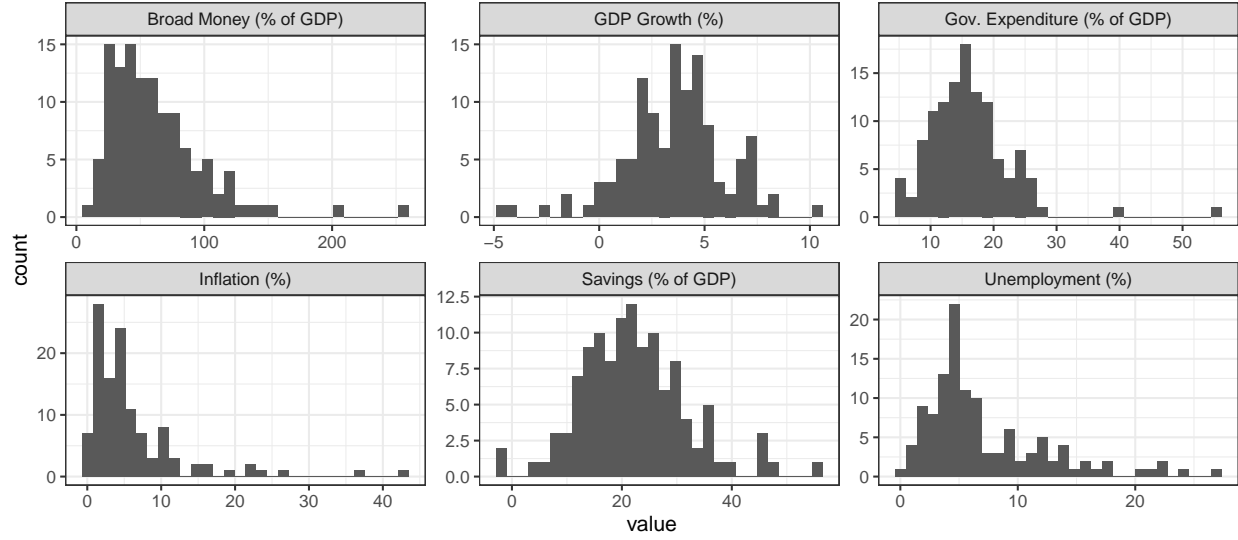 Broad Money (% of GDP)
GDP Growth (%)
Gov. Expenditure (% of GDP)
15
10
5
0
0 100 200
15
10
5
0
−5 0 5 10
15
10
5
0
10 20 30 40 50
count
Inflation (%)
Savings (% of GDP)
Unemployment (%)
20
10
0
0 10 20 30 40
12.5
10.0
7.5
5.0
2.5
0.0
0 20 40
20
15
10
5
0
0 10 20
value